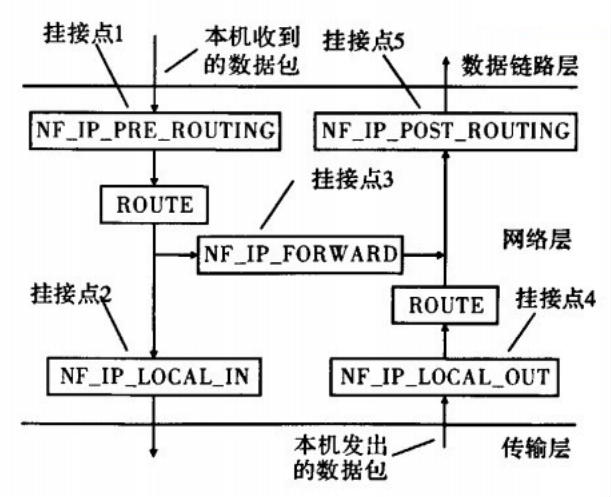 挂接点1
本机收到
的数据包
挂接点5
数据链路层
NF_IP_PRE_ROUTING
NF_IP_POST_ROUTING
ROUTE
挂接点3
NF_IP_FORWARD
网络层
挂接点2
ROUTE
挂接点4
NF_IP_LOCAL_IN
NF_IP_LOCAL_OUT
本机发出
的数据包
传输层